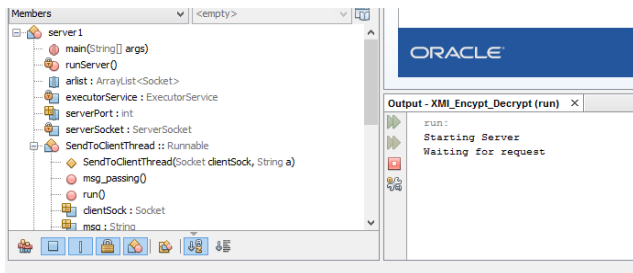 Members
<empty>
server1
main(String[] args)
runServer()
arlist : ArrayList<Socket>
executorService : ExecutorService
serverPort : int
serverSocket : ServerSocket
SendToClientThread :: Runnable
SendToClientThread(Socket clientSock, String a)
msg_passing()
run()
clientSock : Socket
msg : String
ORACLE
Output - XMI_Encypt_Decrypt (run)
run:
Starting Server
Waiting for request